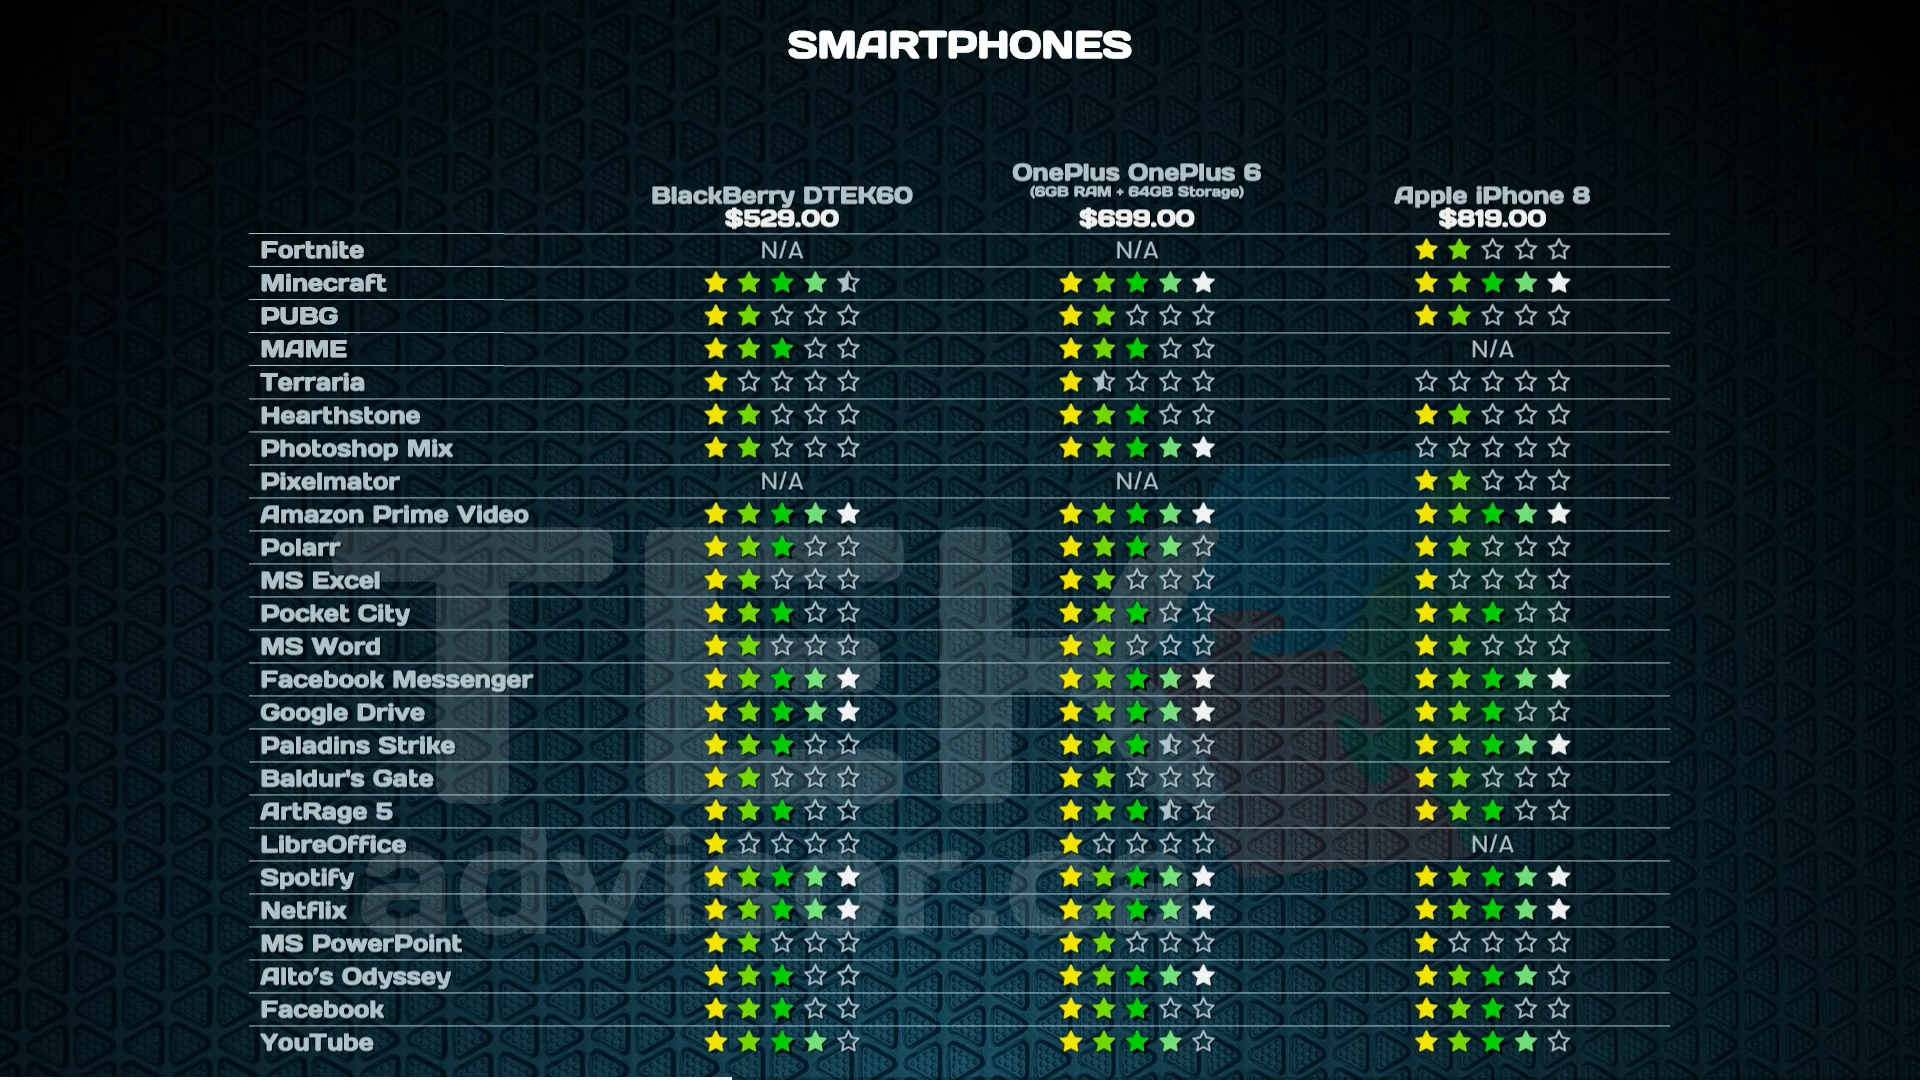 SMARTPHONES
OnePlus OnePlus 6
BlackBerry DTEK60 (6GB RAM + 64GB Storage) Apple iPhone 8
$529.00 $699.00 $819.00
Fortnite N/A N/A
Minecraft
PUBG
MAME N/A
Terraria
Hearthstone
Photoshop Mix
Pixelmator N/A N/A
Amazon Prime Video
Polarr
MS Excel
Pocket City
MS Word
Facebook Messenger
Google Drive
Paladins Strike
Baldur's Gate
ArtRage 5
LibreOffice N/A
Spotify
Netflix
MS PowerPoint
Alto's Odyssey
Facebook
YouTube
TEK
advisor.ca